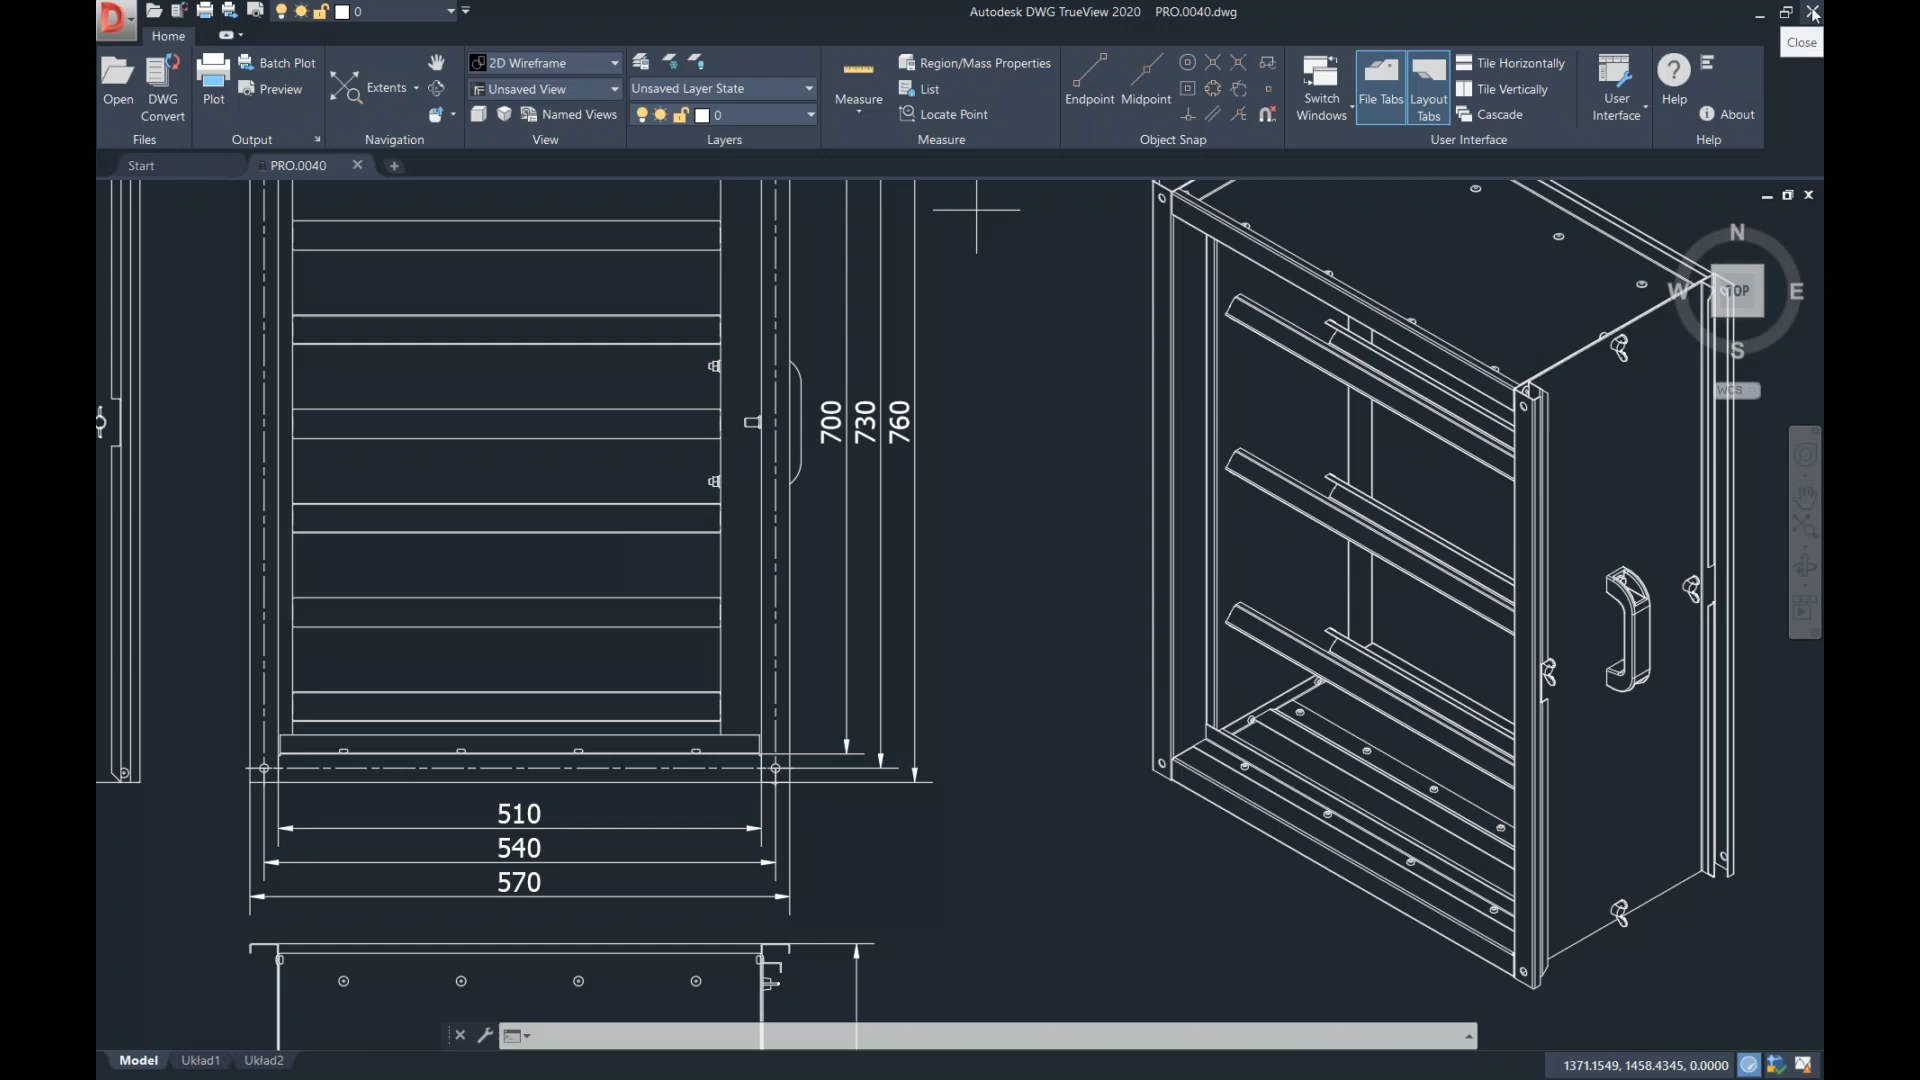 0
Autodesk DWG TrueView 2020 PRO.0040.dwg
Close
Home
Open
DWG Convert
Files
Plot
Batch Plot
Preview
Output
Extents
Navigation
2D Wireframe
Unsaved View
Named Views
View
Unsaved Layer State
0
Layers
Measure
Region/Mass Properties
List
Locate Point
Measure
Endpoint
Midpoint
Object Snap
Switch Windows
File Tabs
Layout Tabs
Tile Horizontally
Tile Vertically
Cascade
User Interface
User Interface
Help
About
Help
Start
PRO.0040
N
W
TOP
E
S
WCS
700
730
760
510
540
570
Model
Układ1
Układ2
1371.1549, 1458.4345, 0.0000